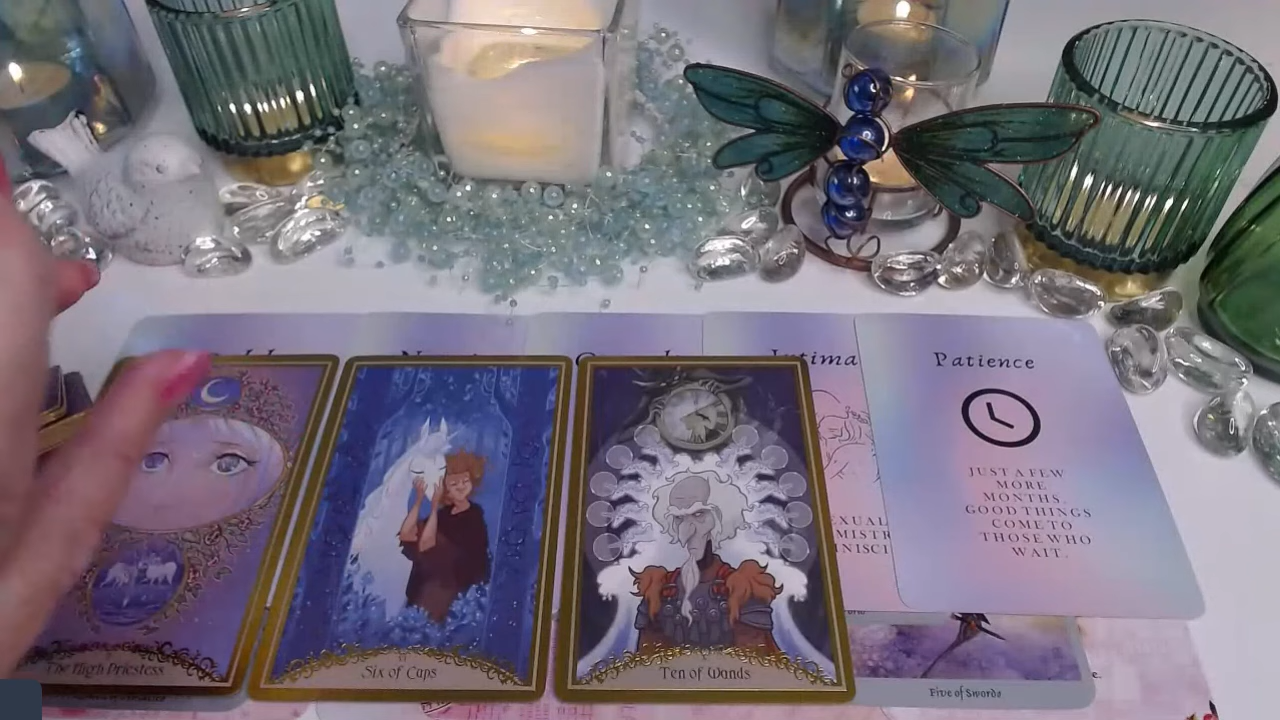 Intima
Patience
JUST A FEW
MORE
MONTHS.
GOOD THINGS
COME TO
THOSE WHO
WAIT.
The High Priestess
Six of Cups
Ten of Wands
Five of Swords